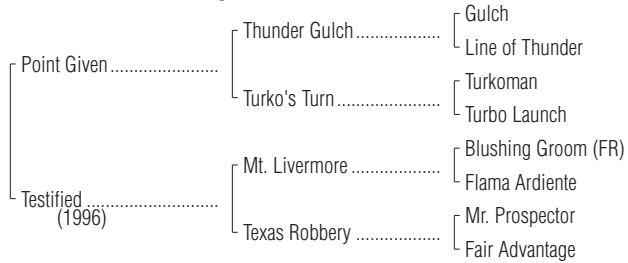 Gulch
Thunder Gulch..................
Line of Thunder
Point Given.......................
Turkoman
Turko's Turn......................
Turbo Launch
Blushing Groom (FR)
Mt. Livermore...................
Flama Ardiente
Testified............................
(1996)
Mr. Prospector
Texas Robbery..................
Fair Advantage